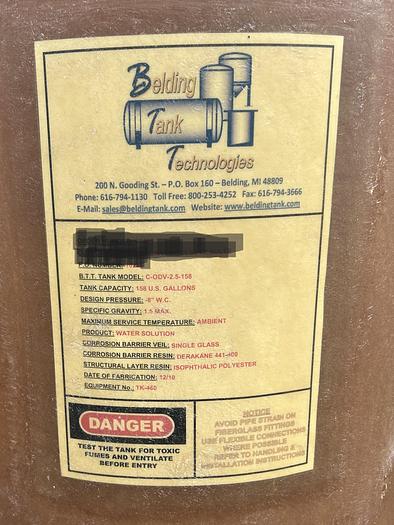 Belding
Tank
Technologies
200 N. Gooding St. – P.O. Box 160 – Belding, MI 48809
Phone: 616-794-1130 Toll Free: 800-253-4252 Fax: 616-794-3666
E-Mail: sales@beldingtank.com Website: www.beldingtank.com
B.T.T. TANK MODEL: C-ODV-2.5-158
TANK CAPACITY: 158 U.S. GALLONS
DESIGN PRESSURE: -8" W.C.
SPECIFIC GRAVITY: 1.5 MAX.
MAXIMUM SERVICE TEMPERATURE: AMBIENT
PRODUCT: WATER SOLUTION
CORROSION BARRIER VEIL: SINGLE GLASS
CORROSION BARRIER RESIN: DERAKANE 441-400
STRUCTURAL LAYER RESIN: ISOPHTHALIC POLYESTER
DATE OF FABRICATION: 12/10
EQUIPMENT No.: TK-460
DANGER
TEST THE TANK FOR TOXIC
FUMES AND VENTILATE
BEFORE ENTRY
NOTICE
AVOID PIPE STRAIN ON
FIBERGLASS FITTINGS
USE FLEXIBLE CONNECTIONS
WHERE POSSIBLE
REFER TO HANDLING &
INSTALLATION INSTRUCTIONS